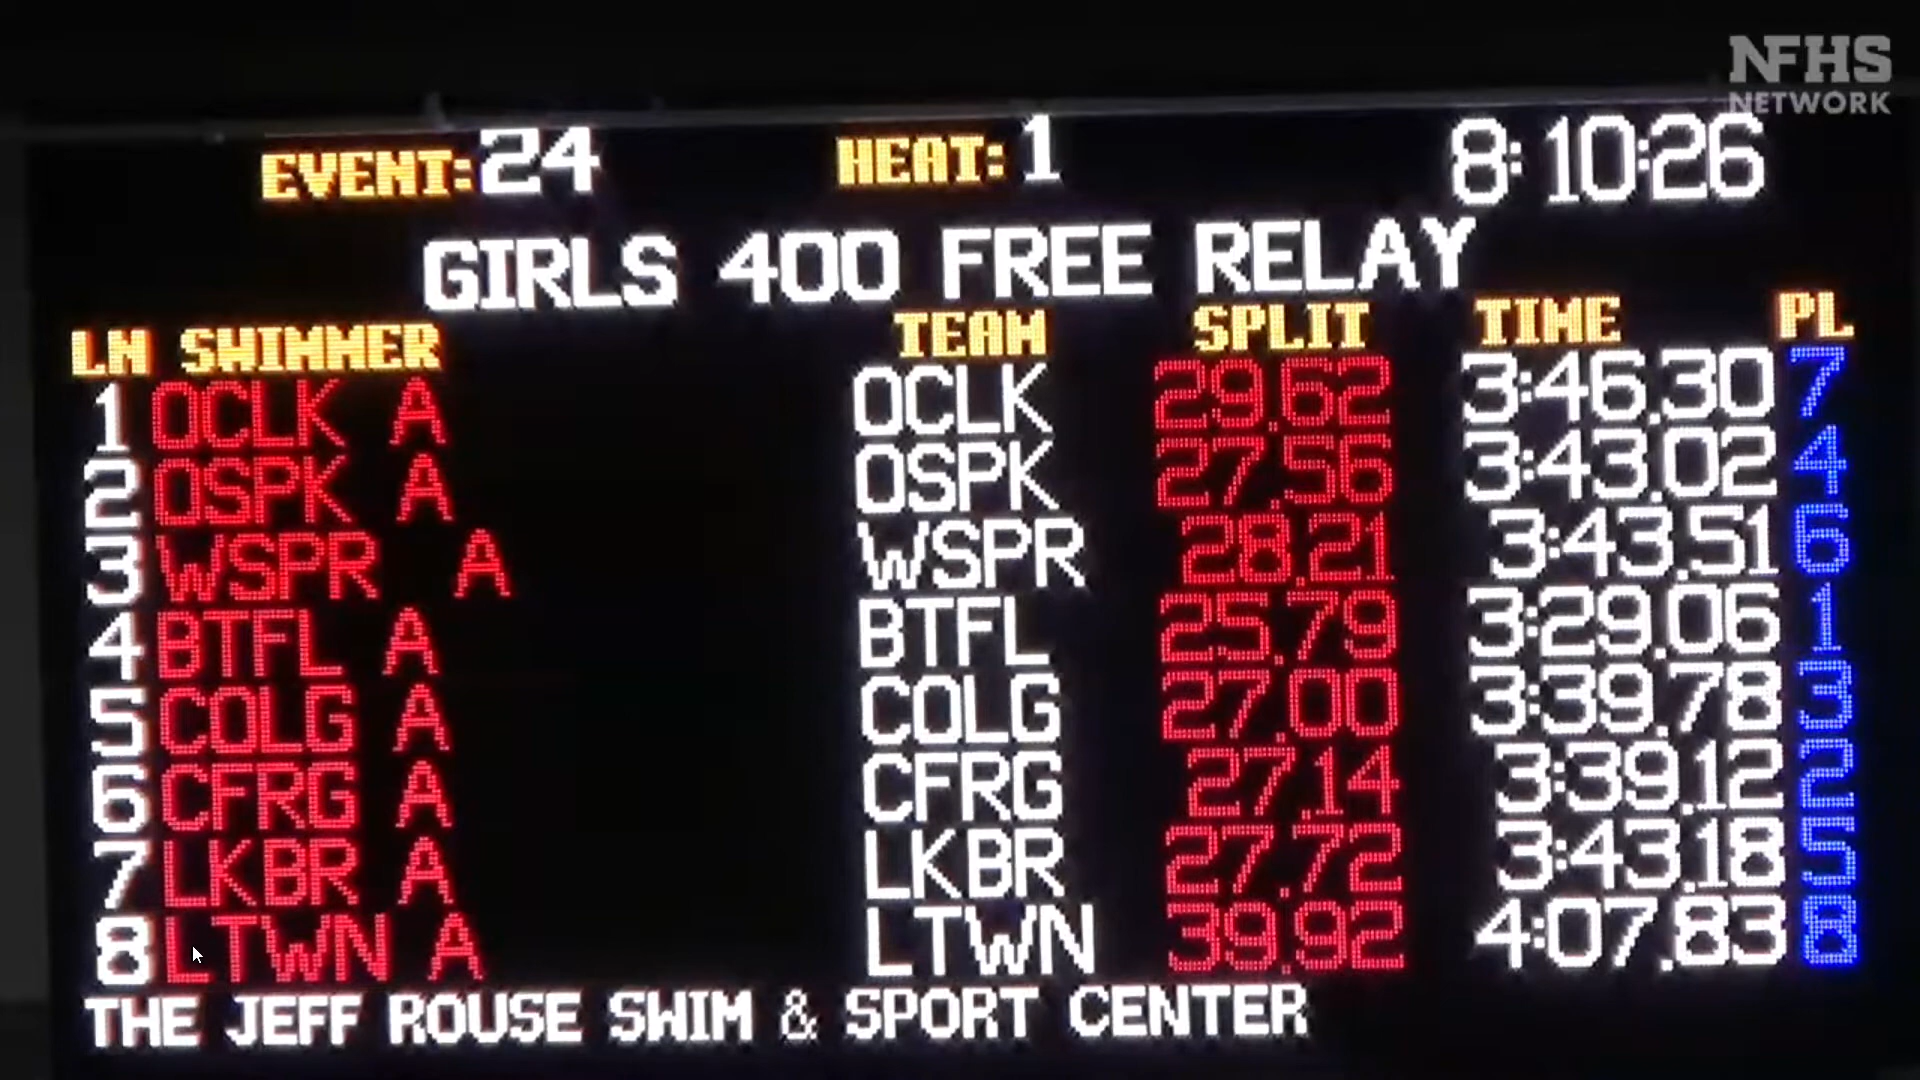 NFHS
NETWORK
EVENT: 24 HEAT: 1 8:10:26
GIRLS 400 FREE RELAY
LN SWIMMER TEAM SPLIT TIME PL
1 OCLK A OCLK 29.62 3:46.30 7
2 OSPK A OSPK 27.56 3:43.02 4
3 WSPR A WSPR 28.21 3:43.51 6
4 BTFL A BTFL 25.79 3:29.06 1
5 COLG A COLG 27.00 3:39.78 3
6 CFRG A CFRG 27.14 3:39.12 2
7 LKBR A LKBR 27.72 3:43.18 5
8 LTWN A LTWN 39.92 4:07.83 8
THE JEFF ROUSE SWIM & SPORT CENTER